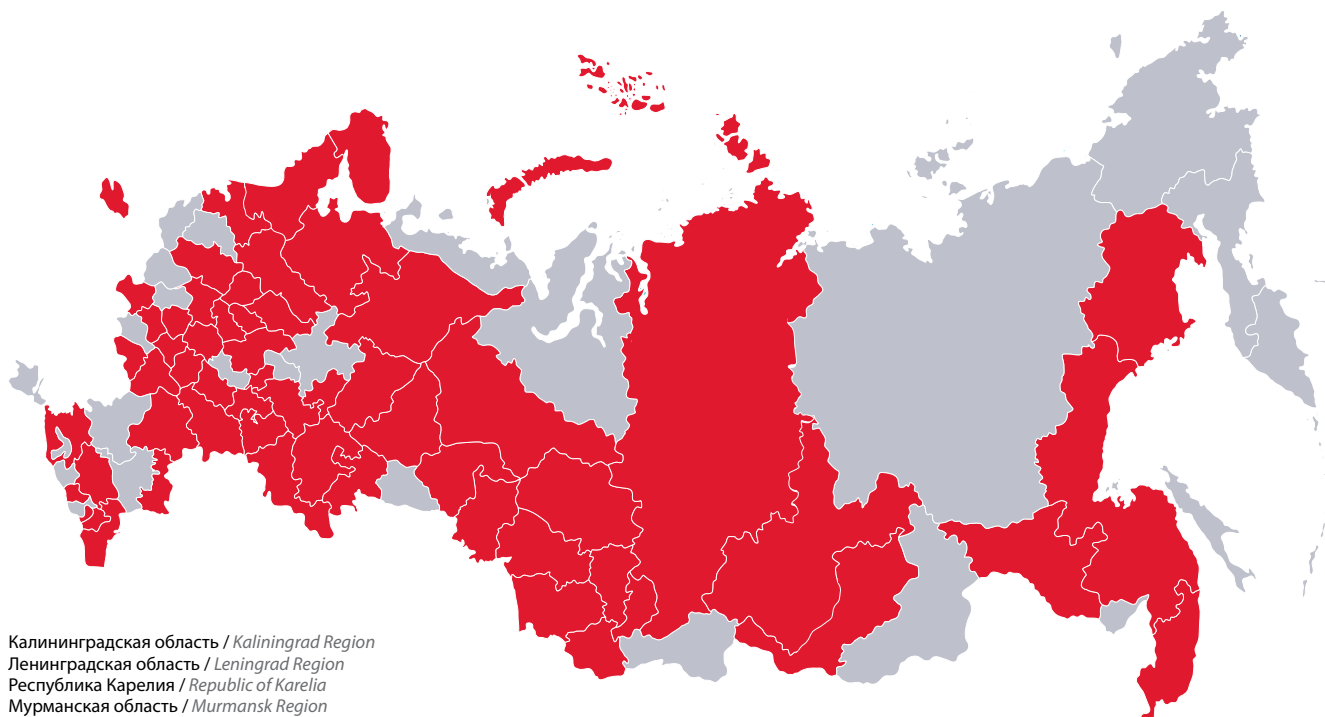 Калининградская область / Kaliningrad Region
Ленинградская область / Leningrad Region
Республика Карелия / Republic of Karelia
Мурманская область / Murmansk Region